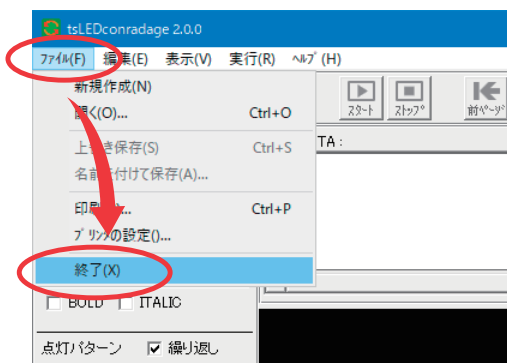 tsLEDconradage 2.0.0
ﾌｧｲﾙ(F) 編集(E) 表示(V) 実行(R) ﾍﾙﾌﾟ(H)
新規作成(N)
開く(O)... Ctrl+O
上書き保存(S) Ctrl+S
名前を付けて保存(A)...
印刷 Ctrl+P
ﾌﾟﾘﾝﾀの設定()...
終了(X)
ｽﾀｰﾄ ｽﾄｯﾌﾟ 前ﾍﾟｰｼﾞ
TA :
BOLD ITALIC
点灯パターン 繰り返し